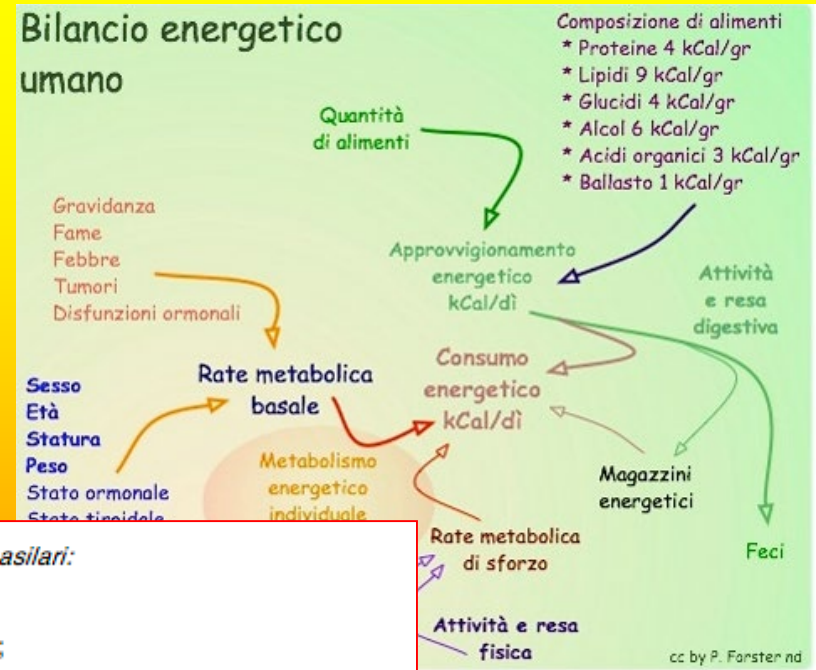 Bilancio energetico
umano
Composizione di alimenti
* Proteine 4 kCal/gr
* Lipidi 9 kCal/gr
* Glucidi 4 kCal/gr
* Alcol 6 kCal/gr
* Acidi organici 3 kCal/gr
* Ballasto 1 kCal/gr
Quantità
di alimenti
Gravidanza
Fame
Febbre
Tumori
Disfunzioni ormonali
Approvvigionamento
energetico
kCal/dì
Attività
e resa
digestiva
Rate metabolica
basale
Consumo
energetico
kCal/dì
Sesso
Età
Statura
Peso
Stato ormonale
Stato tiroidale
Metabolismo
energetico
individuale
Magazzini
energetici
Rate metabolica
di sforzo
Feci
asilari:
;
Attività e resa
fisica
cc by P. Forster nd